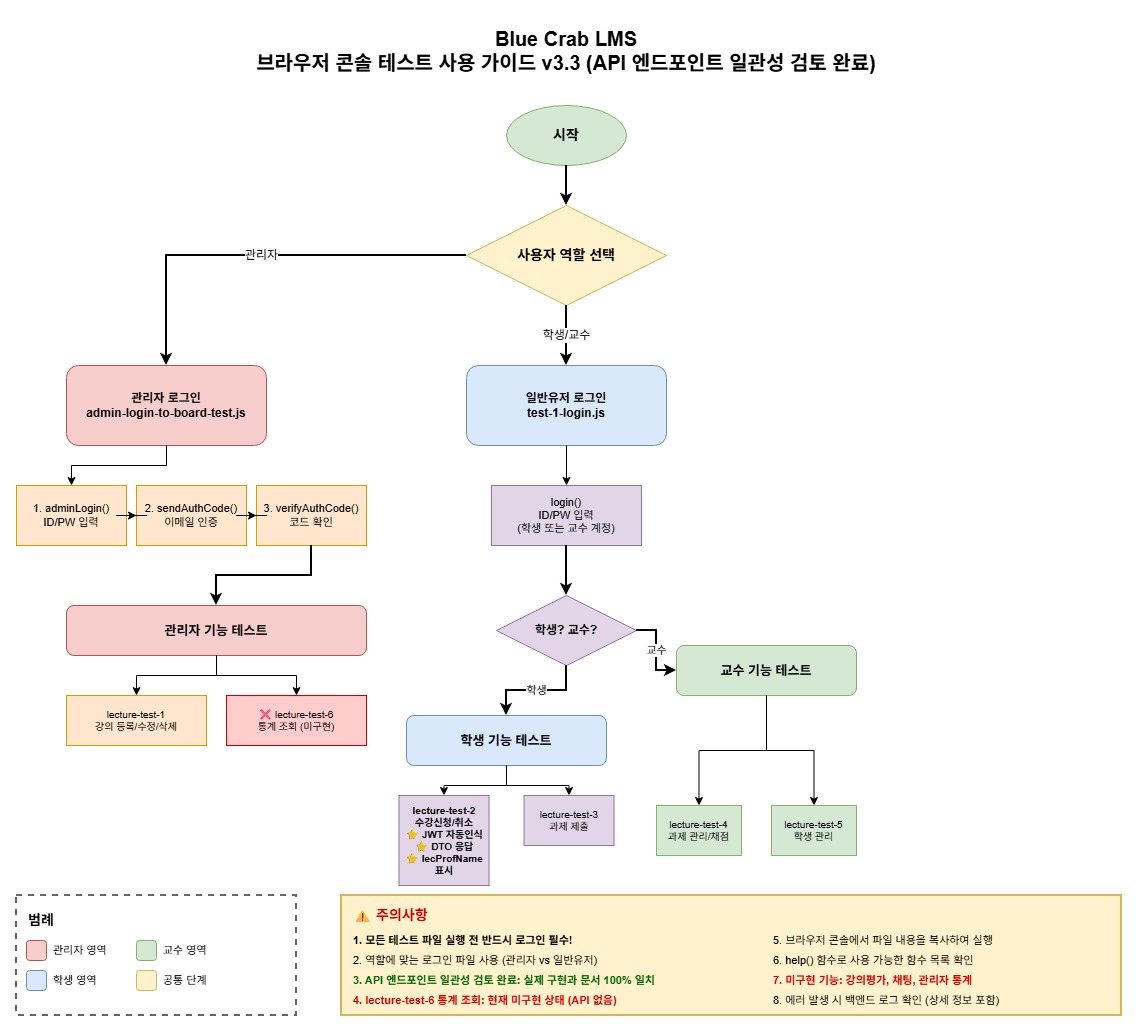 Blue Crab LMS
브라우저 콘솔 테스트 사용 가이드 v3.3 (API 엔드포인트 일관성 검토 완료)
시작
사용자 역할 선택
관리자
학생/교수
관리자 로그인
admin-login-to-board-test.js
일반유저 로그인
test-1-login.js
1. adminLogin()
ID/PW 입력
2. sendAuthCode()
이메일 인증
3. verifyAuthCode()
코드 확인
login()
ID/PW 입력
(학생 또는 교수 계정)
관리자 기능 테스트
학생? 교수?
교수
학생
교수 기능 테스트
lecture-test-1
강의 등록/수정/삭제
❌ lecture-test-6
통계 조회 (미구현)
학생 기능 테스트
lecture-test-2
수강신청/취소
⭐ JWT 자동인식
⭐ DTO 응답
⭐ lecProfName
표시
lecture-test-3
과제 제출
lecture-test-4
과제 관리/채점
lecture-test-5
학생 관리
범례
관리자 영역
교수 영역
학생 영역
공통 단계
⚠️ 주의사항
1. 모든 테스트 파일 실행 전 반드시 로그인 필수!
2. 역할에 맞는 로그인 파일 사용 (관리자 vs 일반유저)
3. API 엔드포인트 일관성 검토 완료: 실제 구현과 문서 100% 일치
4. lecture-test-6 통계 조회: 현재 미구현 상태 (API 없음)
5. 브라우저 콘솔에서 파일 내용을 복사하여 실행
6. help() 함수로 사용 가능한 함수 목록 확인
7. 미구현 기능: 강의평가, 채팅, 관리자 통계
8. 에러 발생 시 백엔드 로그 확인 (상세 정보 포함)